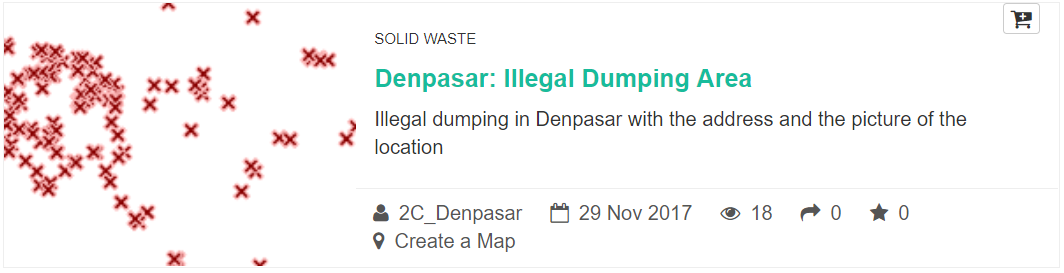 SOLID WASTE
Denpasar: Illegal Dumping Area
Illegal dumping in Denpasar with the address and the picture of the
location
2C_Denpasar 29 Nov 2017 18 0 0
Create a Map